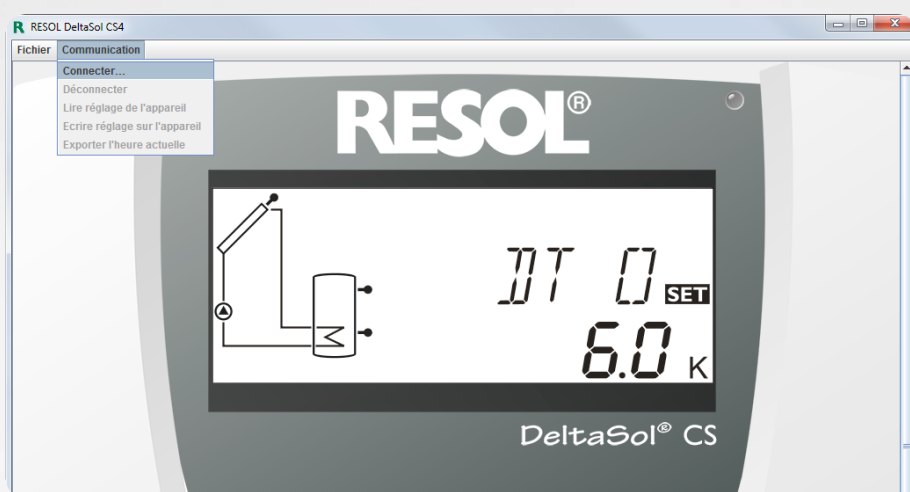 RESOL DeltaSol CS4
Fichier Communication
Connecter...
Déconnecter
Lire réglage de l'appareil
Ecrire réglage sur l'appareil
Exporter l'heure actuelle
RESOL®
DT O SET
6.0 K
DeltaSol® CS